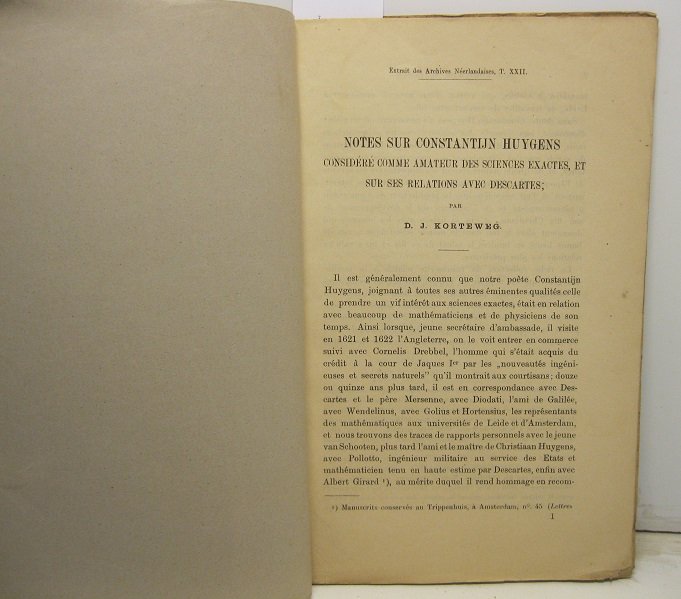 Extrait des Archives Néerlandaises, T. XXII.
NOTES SUR CONSTANTIJN HUYGENS
CONSIDÉRÉ COMME AMATEUR DES SCIENCES EXACTES, ET
SUR SES RELATIONS AVEC DESCARTES;
PAR
D. J. KORTEWEG.
Il est généralement connu que notre poête Constantijn
Huygens, joignant à toutes ses autres éminentes qualités celle
de prendre un vif intérêt aux sciences exactes, était en relation
avec beaucoup de mathématiciens et de physiciens de son
temps. Ainsi lorsque, jeune secrétaire d'ambassade, il visite
en 1621 et 1622 l'Angleterre, on le voit entrer en commerce
suivi avec Cornelis Drebbel, l'homme qui s'était acquis du
crédit à la cour de Jaques Ier par les „nouveautés ingéni-
euses et secrets naturels" qu'il montrait aux courtisans; douze
ou quinze ans plus tard, il est en correspondance avec Des-
cartes et le père Mersenne, avec Diodati, l'ami de Galilée,
avec Wendelinus, avec Golius et Hortensius, les représentants
des mathématiques aux universités de Leide et d'Amsterdam,
et nous trouvons des traces de rapports personnels avec le jeune
van Schooten, plus tard l'ami et le maître de Christiaan Huygens,
avec Pollotto, ingénieur militaire au service des Etats et
mathématicien tenu en haute estime par Descartes, enfin avec
Albert Girard ¹), au mérite duquel il rend hommage en recom-
¹) Manuscrits conservés au Trippenhuis, à Amsterdam, n°. 45 (Letters
1